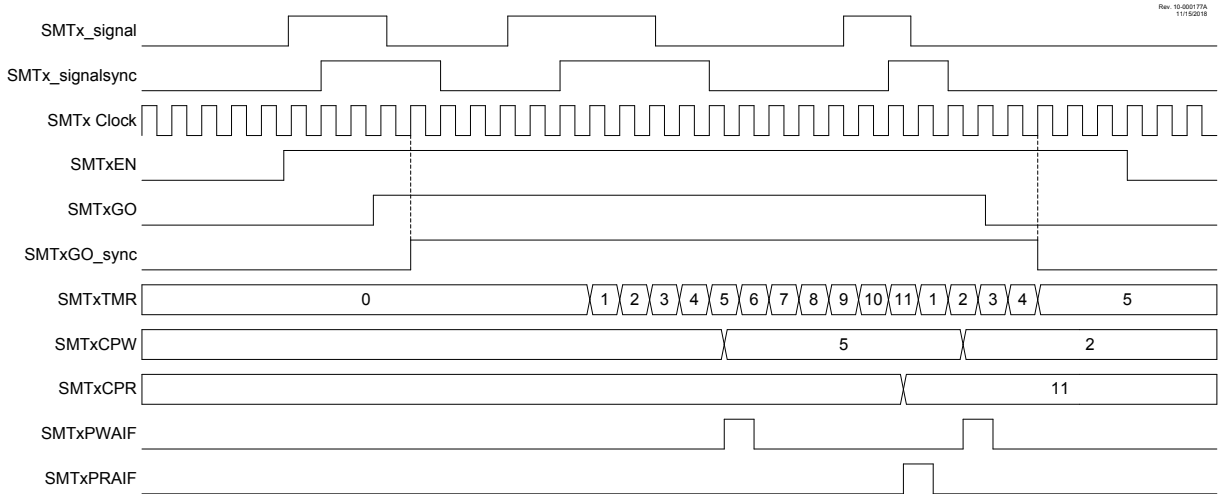 Rev. 10-000177A
11/15/2018
SMTx_signal
SMTx_signalsync
SMTx Clock
SMTxEN
SMTxGO
SMTxGO_sync
SMTxTMR 0 1 2 3 4 5 6 7 8 9 10 11 1 2 3 4 5
SMTxCPW 5 2
SMTxCPR 11
SMTxPWAIF
SMTxPRAIF